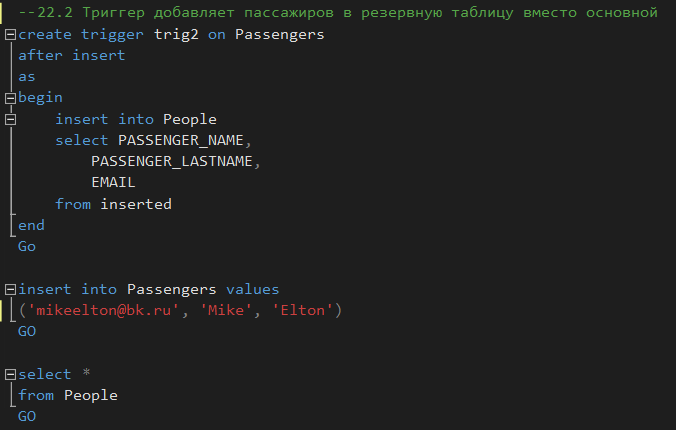 --22.2 Триггер добавляет пассажиров в резервную таблицу вместо основной
create trigger trig2 on Passengers
after insert
as
begin
insert into People
select PASSENGER_NAME,
PASSENGER_LASTNAME,
EMAIL
from inserted
end
Go
insert into Passengers values
('mikeelton@bk.ru', 'Mike', 'Elton')
GO
select *
from People
GO